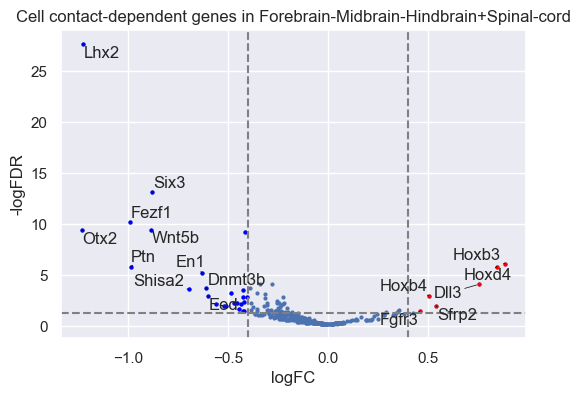 Cell contact-dependent genes in Forebrain-Midbrain-Hindbrain+Spinal-cord
Lhx2
Six3
Fezf1
Otx2
Wnt5b
Ptn
En1
Shisa2
Dnmt3b
Eed
Hoxb3
Hoxd4
Hoxb4
Dll3
Fgfr3
Sfrp2
-logFDR
25
20
15
10
5
0
−1.0
−0.5
0.0
0.5
logFC